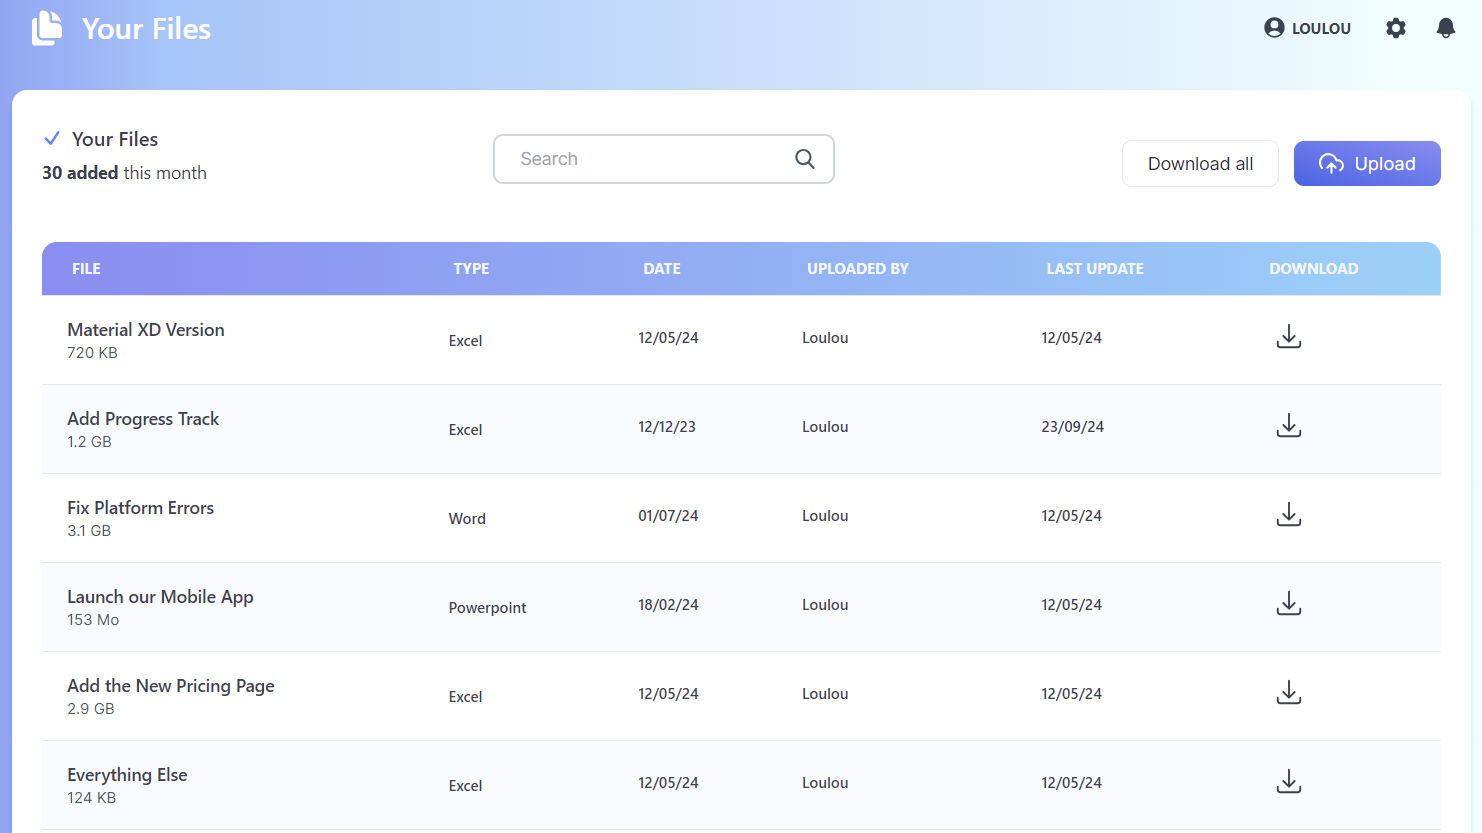 Your Files
LOULOU
Your Files
30 added this month
Search
Download all
Upload
FILE TYPE DATE UPLOADED BY LAST UPDATE DOWNLOAD
Material XD Version
720 KB
Excel 12/05/24 Loulou 12/05/24
Add Progress Track
1.2 GB
Excel 12/12/23 Loulou 23/09/24
Fix Platform Errors
3.1 GB
Word 01/07/24 Loulou 12/05/24
Launch our Mobile App
153 Mo
Powerpoint 18/02/24 Loulou 12/05/24
Add the New Pricing Page
2.9 GB
Excel 12/05/24 Loulou 12/05/24
Everything Else
124 KB
Excel 12/05/24 Loulou 12/05/24